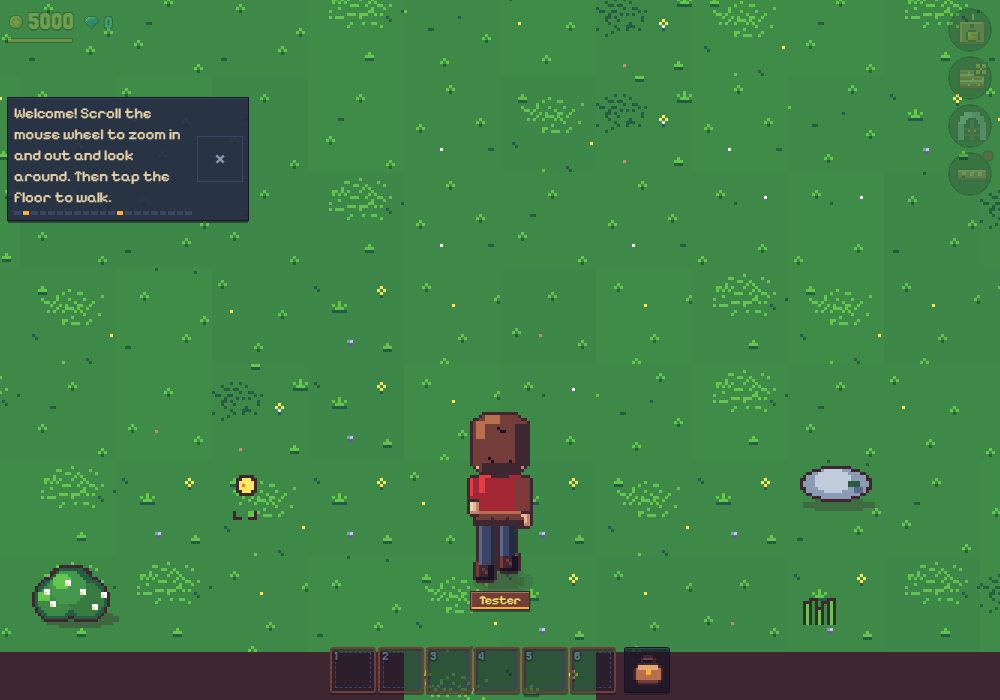 5000 0
Welcome! Scroll the
mouse wheel to zoom in
and out and look
around. Then tap the
floor to walk.
×
Tester
1 2 3 4 5 6